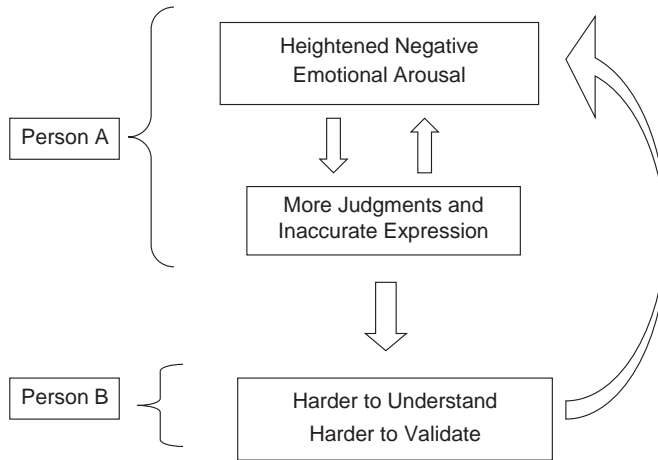 Heightened Negative
Emotional Arousal
Person A
More Judgments and
Inaccurate Expression
Person B
Harder to Understand
Harder to Validate